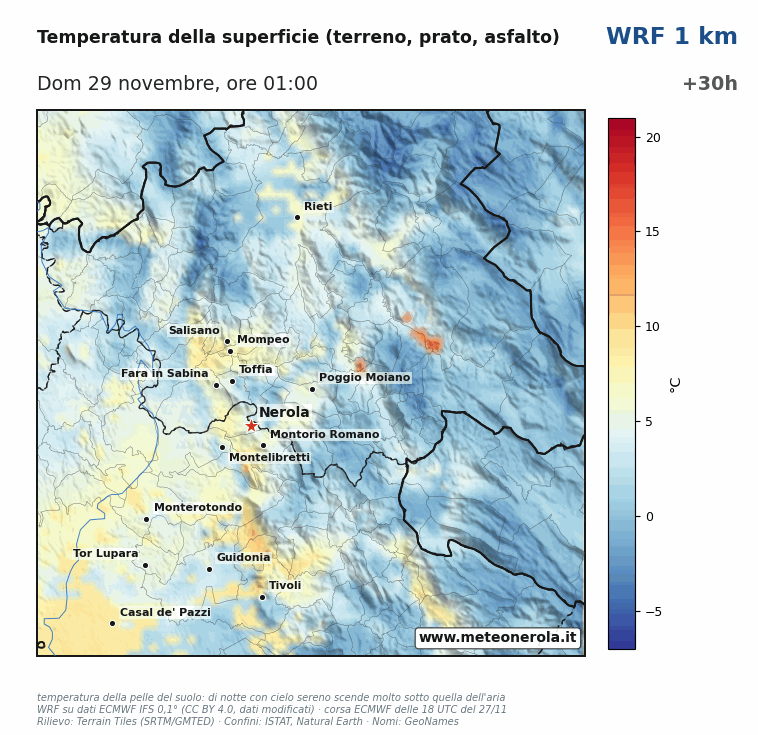 Temperatura della superficie (terreno, prato, asfalto)
WRF 1 km
Dom 29 novembre, ore 01:00
+30h
Rieti
Salisano
Mompeo
Fara in Sabina
Toffia
Poggio Moiano
Nerola
Montorio Romano
Montelibretti
Monterotondo
Tor Lupara
Guidonia
Tivoli
Casal de' Pazzi
www.meteonerola.it
20
15
10
5
0
−5
°C
temperatura della pelle del suolo: di notte con cielo sereno scende molto sotto quella dell'aria
WRF su dati ECMWF IFS 0,1° (CC BY 4.0, dati modificati) · corsa ECMWF delle 18 UTC del 27/11
Rilievo: Terrain Tiles (SRTM/GMTED) · Confini: ISTAT, Natural Earth · Nomi: GeoNames